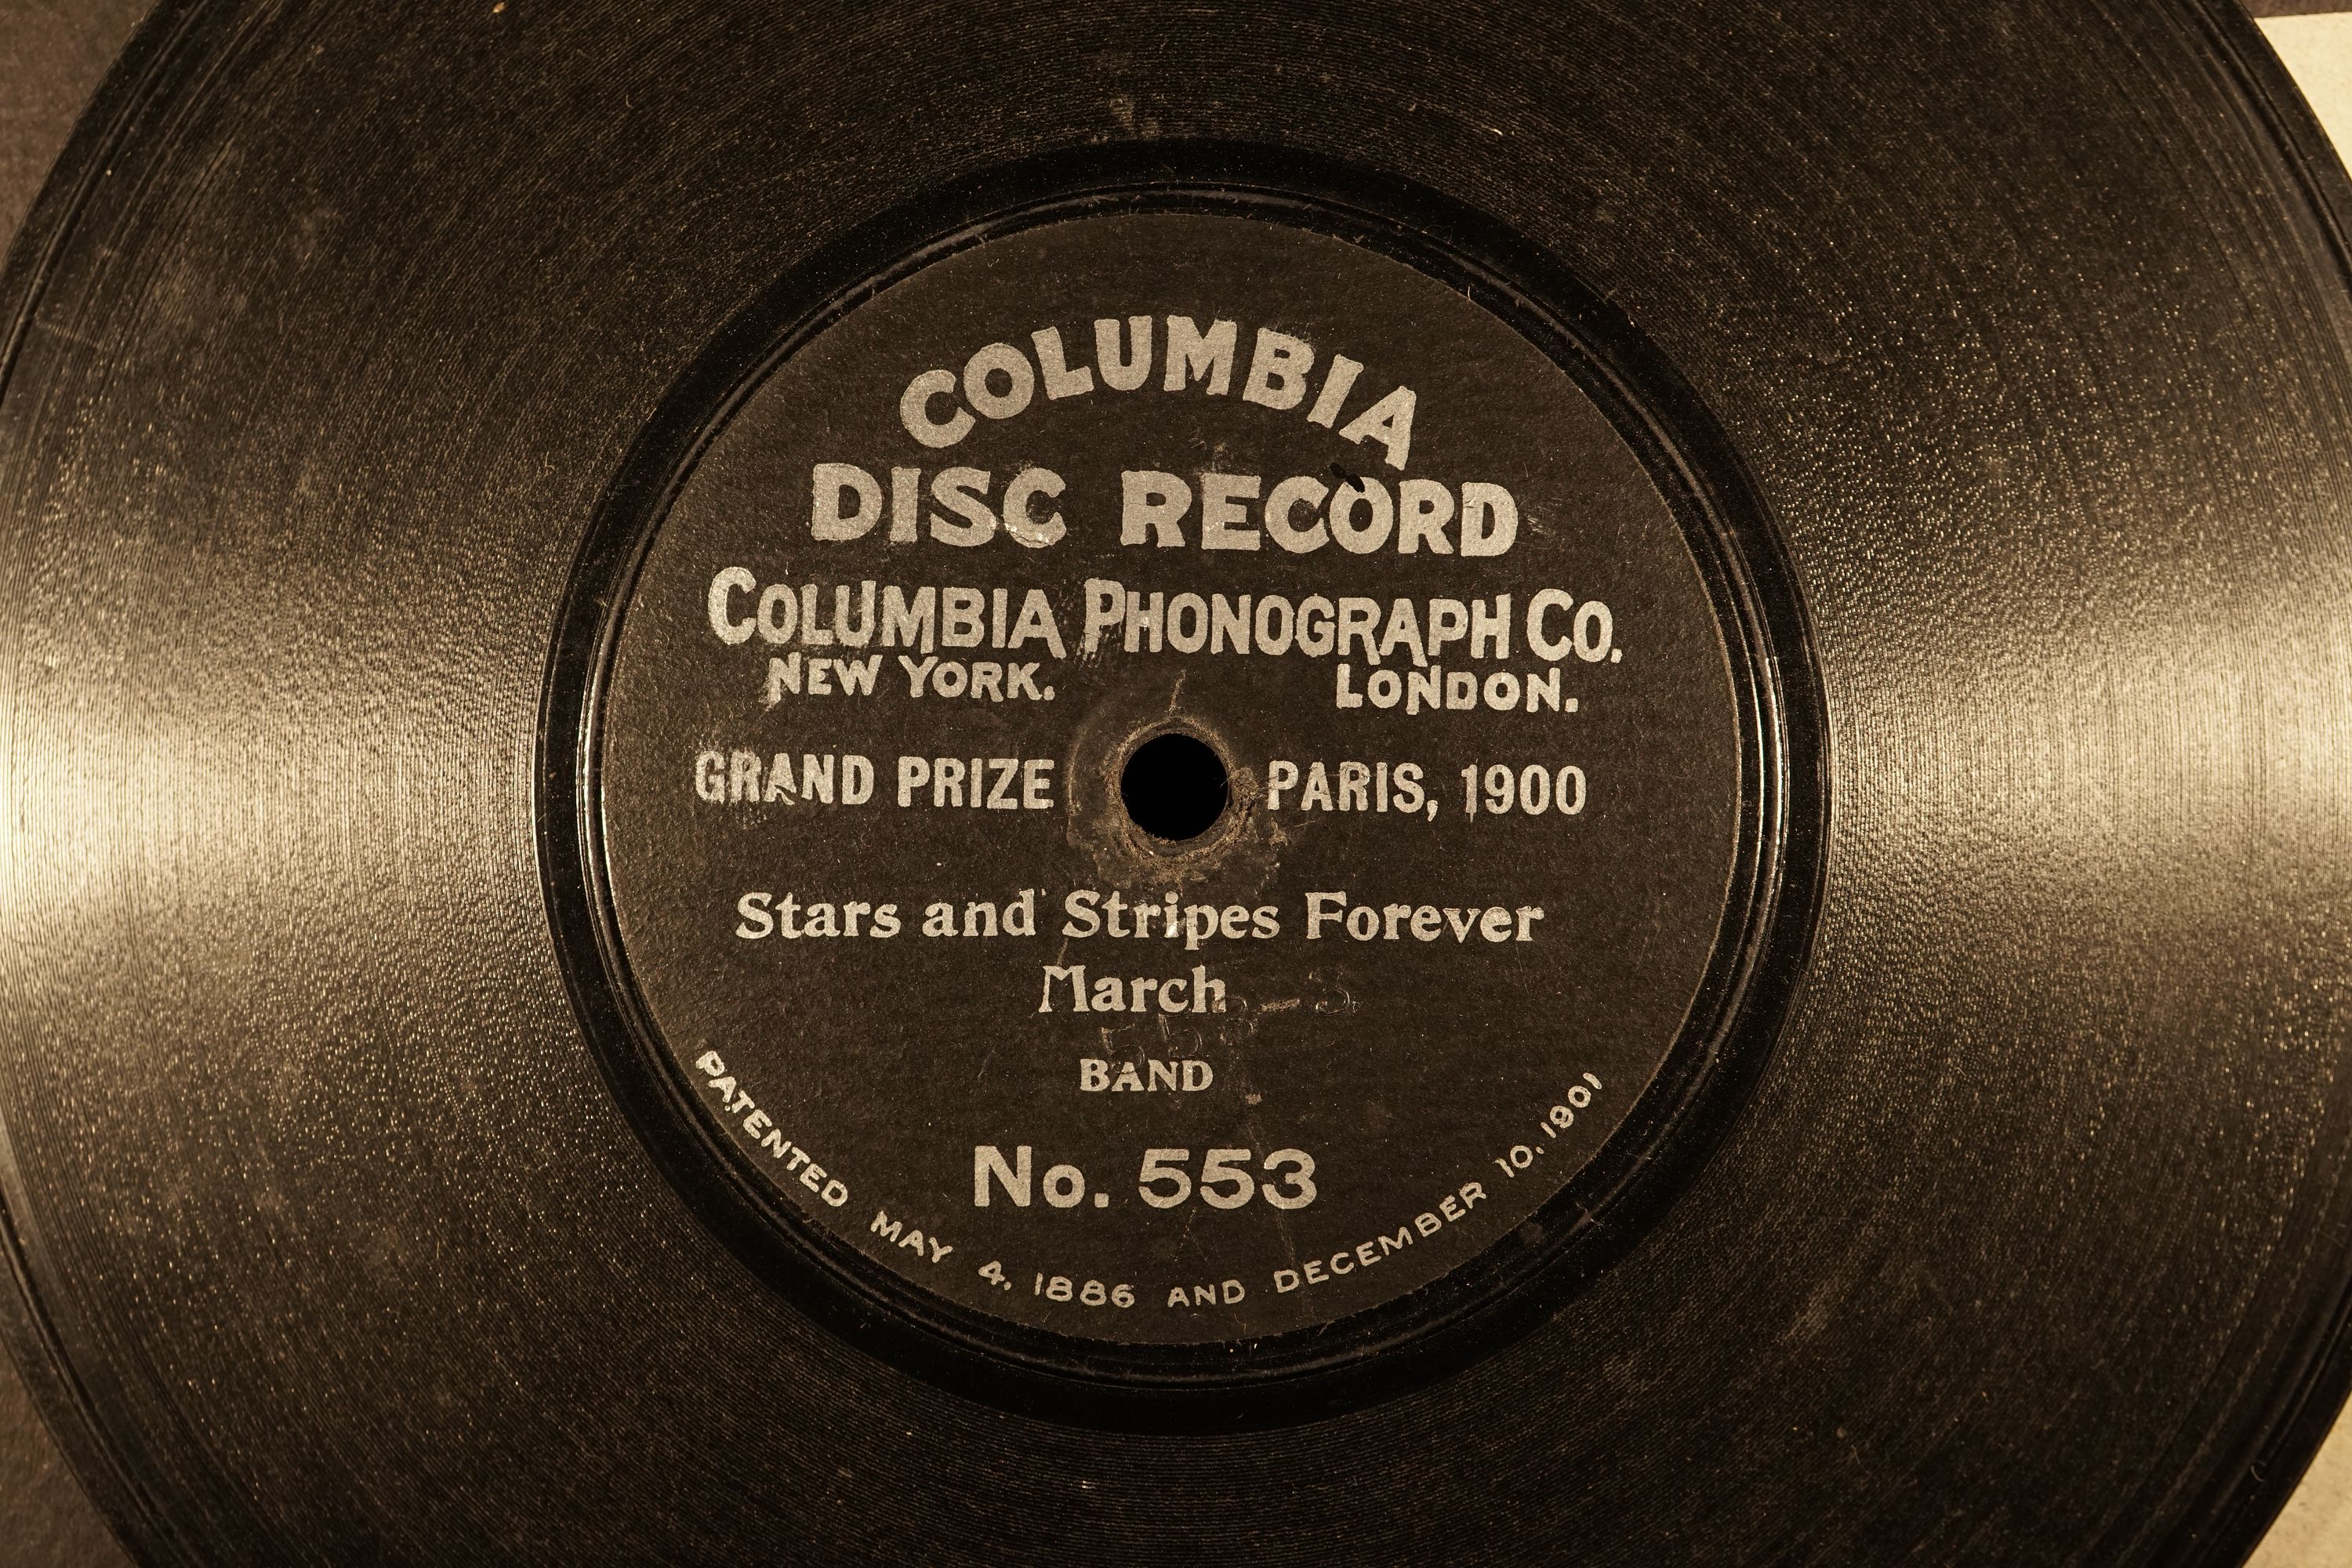 COLUMBIA
DISC RECORD
COLUMBIA PHONOGRAPH CO.
NEW YORK. LONDON.
GRAND PRIZE PARIS, 1900
Stars and Stripes Forever
March
BAND
No. 553
PATENTED MAY 4, 1886 AND DECEMBER 10, 1901